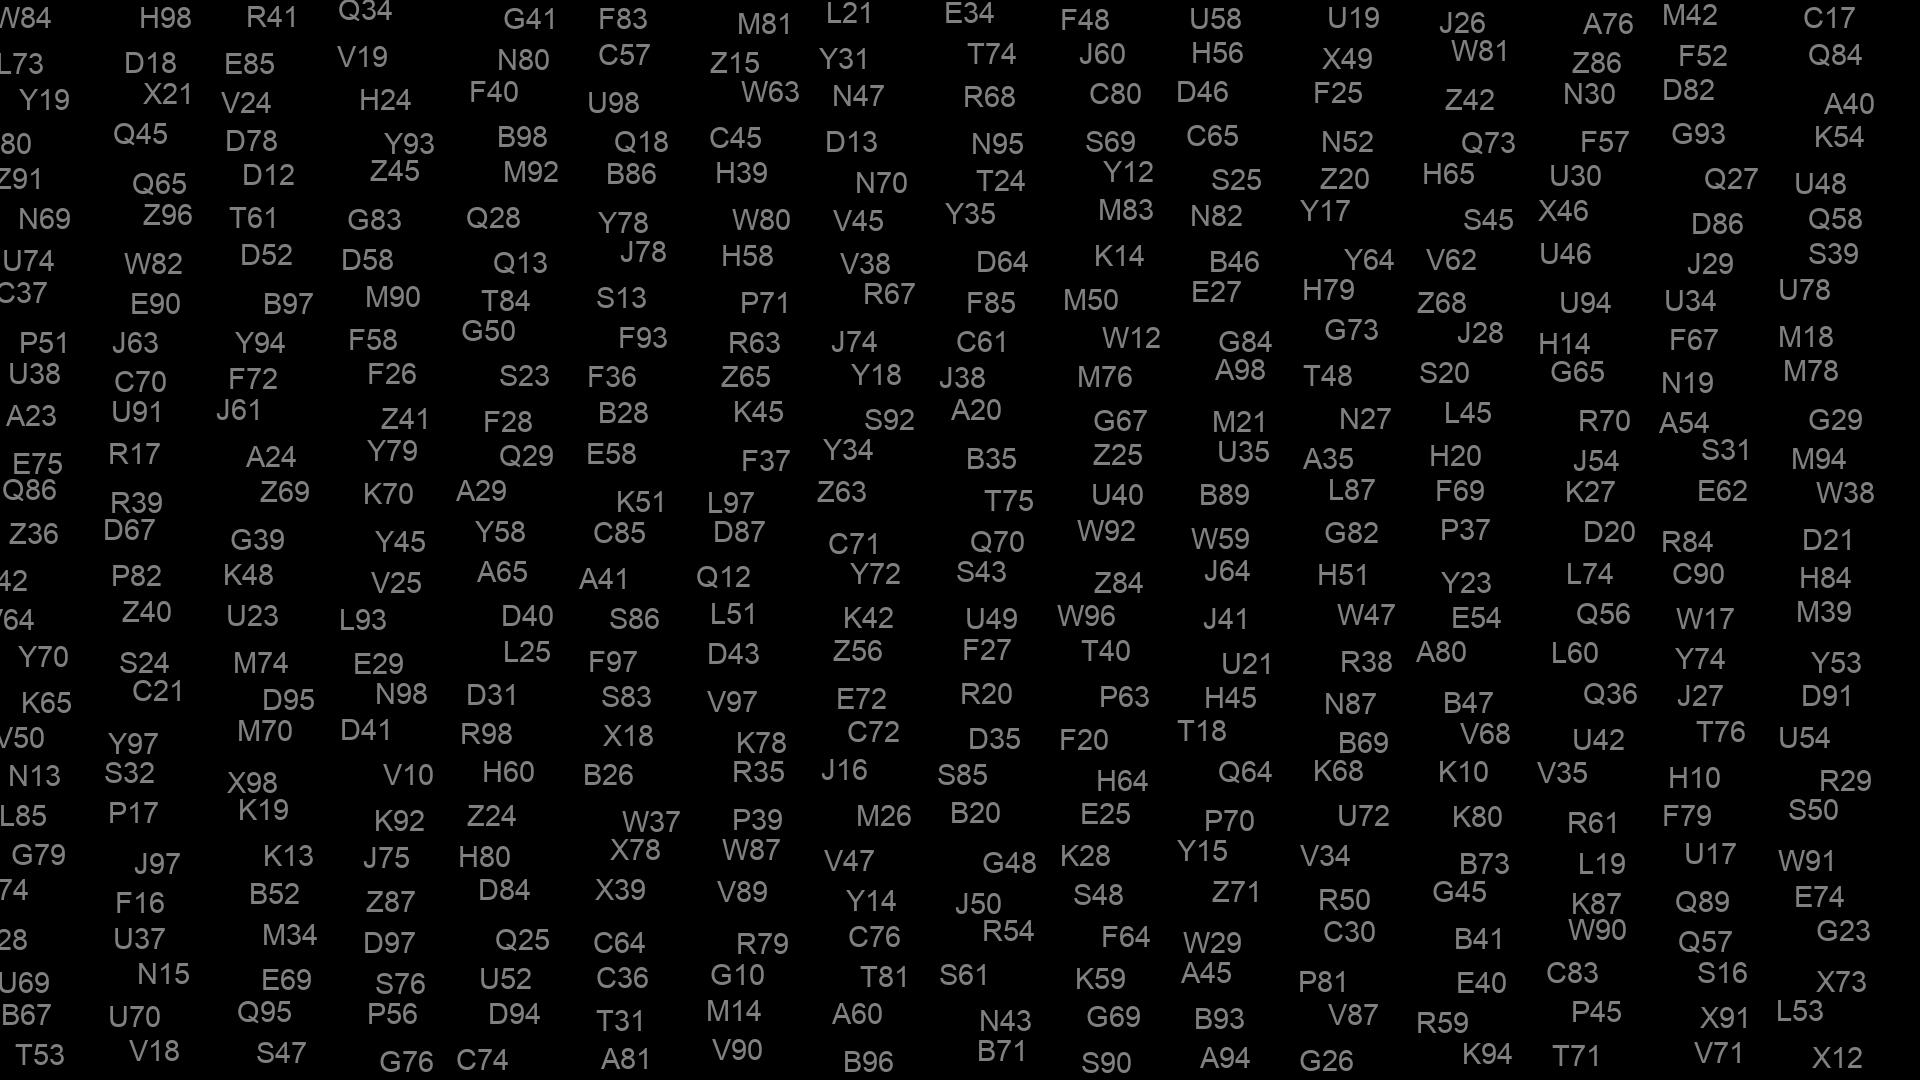 W84 H98 R41 Q34 G41 F83 M81 L21 E34 F48 U58 U19 J26 A76 M42 C17
L73 D18 E85 V19 N80 C57 Z15 Y31 T74 J60 H56 X49 W81 Z86 F52 Q84
Y19 X21 V24 H24 F40 U98 W63 N47 R68 C80 D46 F25 Z42 N30 D82 A40
80 Q45 D78 Y93 B98 Q18 C45 D13 N95 S69 C65 N52 Q73 F57 G93 K54
Z91 Q65 D12 Z45 M92 B86 H39 N70 T24 Y12 S25 Z20 H65 U30 Q27 U48
N69 Z96 T61 G83 Q28 Y78 W80 V45 Y35 M83 N82 Y17 S45 X46 D86 Q58
U74 W82 D52 D58 Q13 J78 H58 V38 D64 K14 B46 Y64 V62 U46 J29 S39
C37 E90 B97 M90 T84 S13 P71 R67 F85 M50 E27 H79 Z68 U94 U34 U78
P51 J63 Y94 F58 G50 F93 R63 J74 C61 W12 G84 G73 J28 H14 F67 M18
U38 C70 F72 F26 S23 F36 Z65 Y18 J38 M76 A98 T48 S20 G65 N19 M78
A23 U91 J61 Z41 F28 B28 K45 S92 A20 G67 M21 N27 L45 R70 A54 G29
E75 R17 A24 Y79 Q29 E58 F37 Y34 B35 Z25 U35 A35 H20 J54 S31 M94
Q86 R39 Z69 K70 A29 K51 L97 Z63 T75 U40 B89 L87 F69 K27 E62 W38
Z36 D67 G39 Y45 Y58 C85 D87 C71 Q70 W92 W59 G82 P37 D20 R84 D21
42 P82 K48 V25 A65 A41 Q12 Y72 S43 Z84 J64 H51 Y23 L74 C90 H84
64 Z40 U23 L93 D40 S86 L51 K42 U49 W96 J41 W47 E54 Q56 W17 M39
Y70 S24 M74 E29 L25 F97 D43 Z56 F27 T40 U21 R38 A80 L60 Y74 Y53
K65 C21 D95 N98 D31 S83 V97 E72 R20 P63 H45 N87 B47 Q36 J27 D91
V50 Y97 M70 D41 R98 X18 K78 C72 D35 F20 T18 B69 V68 U42 T76 U54
N13 S32 X98 V10 H60 B26 R35 J16 S85 H64 Q64 K68 K10 V35 H10 R29
L85 P17 K19 K92 Z24 W37 P39 M26 B20 E25 P70 U72 K80 R61 F79 S50
G79 J97 K13 J75 H80 X78 W87 V47 G48 K28 Y15 V34 B73 L19 U17 W91
74 F16 B52 Z87 D84 X39 V89 Y14 J50 S48 Z71 R50 G45 K87 Q89 E74
28 U37 M34 D97 Q25 C64 R79 C76 R54 F64 W29 C30 B41 W90 Q57 G23
U69 N15 E69 S76 U52 C36 G10 T81 S61 K59 A45 P81 E40 C83 S16 X73
B67 U70 Q95 P56 D94 T31 M14 A60 N43 G69 B93 V87 R59 P45 X91 L53
T53 V18 S47 G76 C74 A81 V90 B96 B71 S90 A94 G26 K94 T71 V71 X12